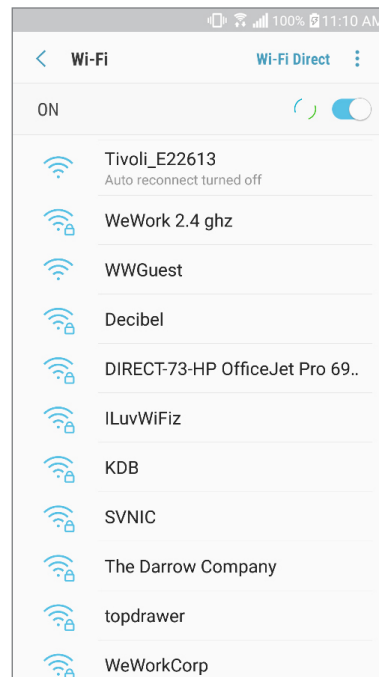 100% 11:10 AM
Wi-Fi Wi-Fi Direct
ON
Tivoli_E22613
Auto reconnect turned off
WeWork 2.4 ghz
WWGuest
Decibel
DIRECT-73-HP OfficeJet Pro 69..
ILuvWiFiz
KDB
SVNIC
The Darrow Company
topdrawer
WeWorkCorp